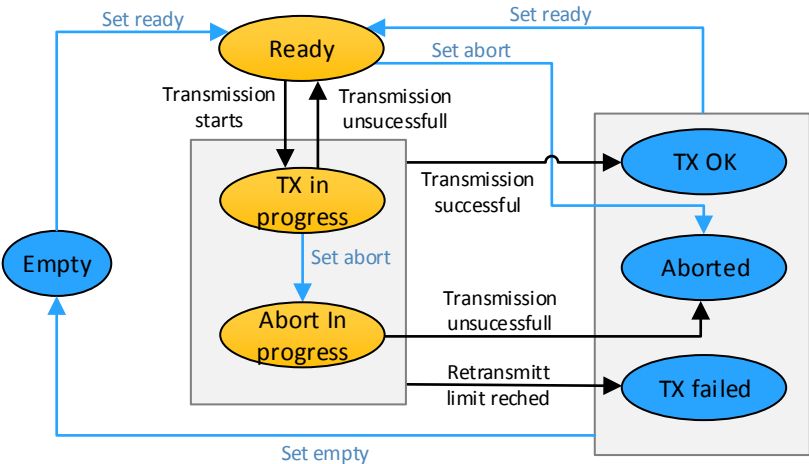 Set ready
Set ready
Ready
Set abort
Transmission
starts
Transmission
unsucessfull
TX in
progress
Transmission
successful
TX OK
Set abort
Empty
Aborted
Abort In
progress
Transmission
unsucessfull
Retransmitt
limit reched
TX failed
Set empty